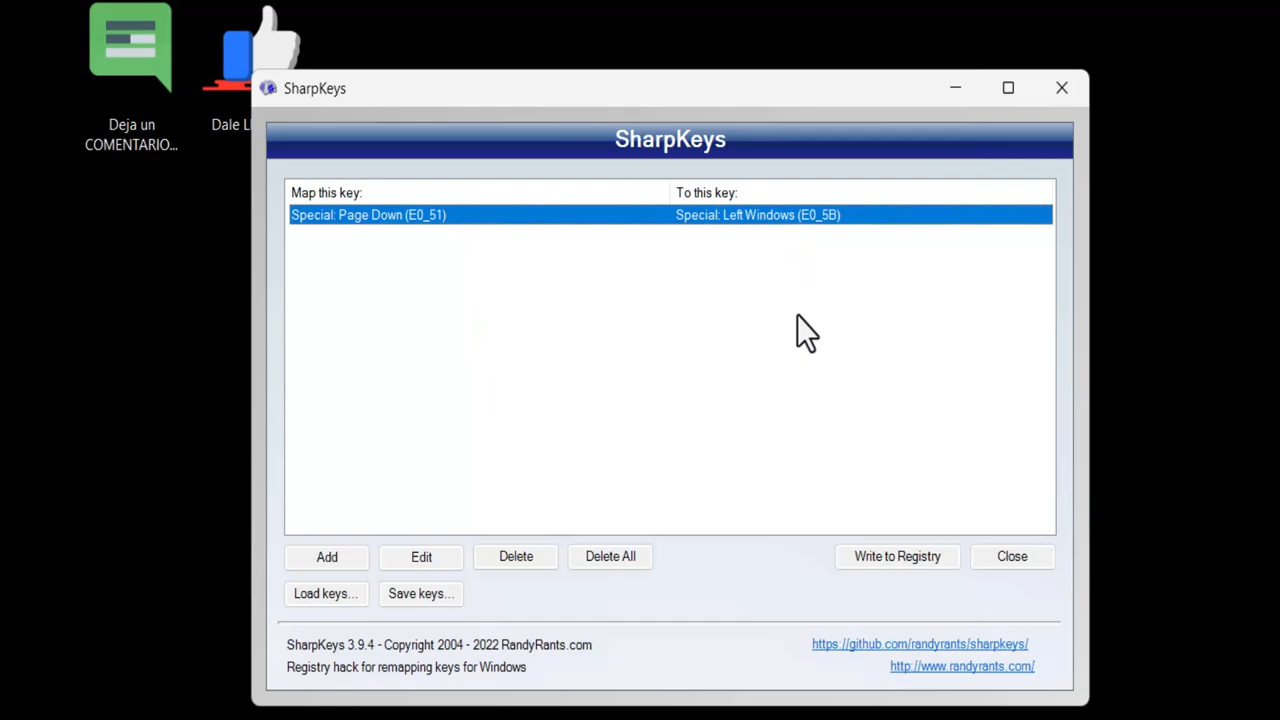 Deja un
COMENTARIO...
Dale
SharpKeys
SharpKeys
Map this key: To this key:
Special: Page Down (E0_51) Special: Left Windows (E0_5B)
Add Edit Delete Delete All Write to Registry Close
Load keys... Save keys...
SharpKeys 3.9.4 - Copyright 2004 - 2022 RandyRants.com https://github.com/randyrants/sharpkeys/
Registry hack for remapping keys for Windows http://www.randyrants.com/